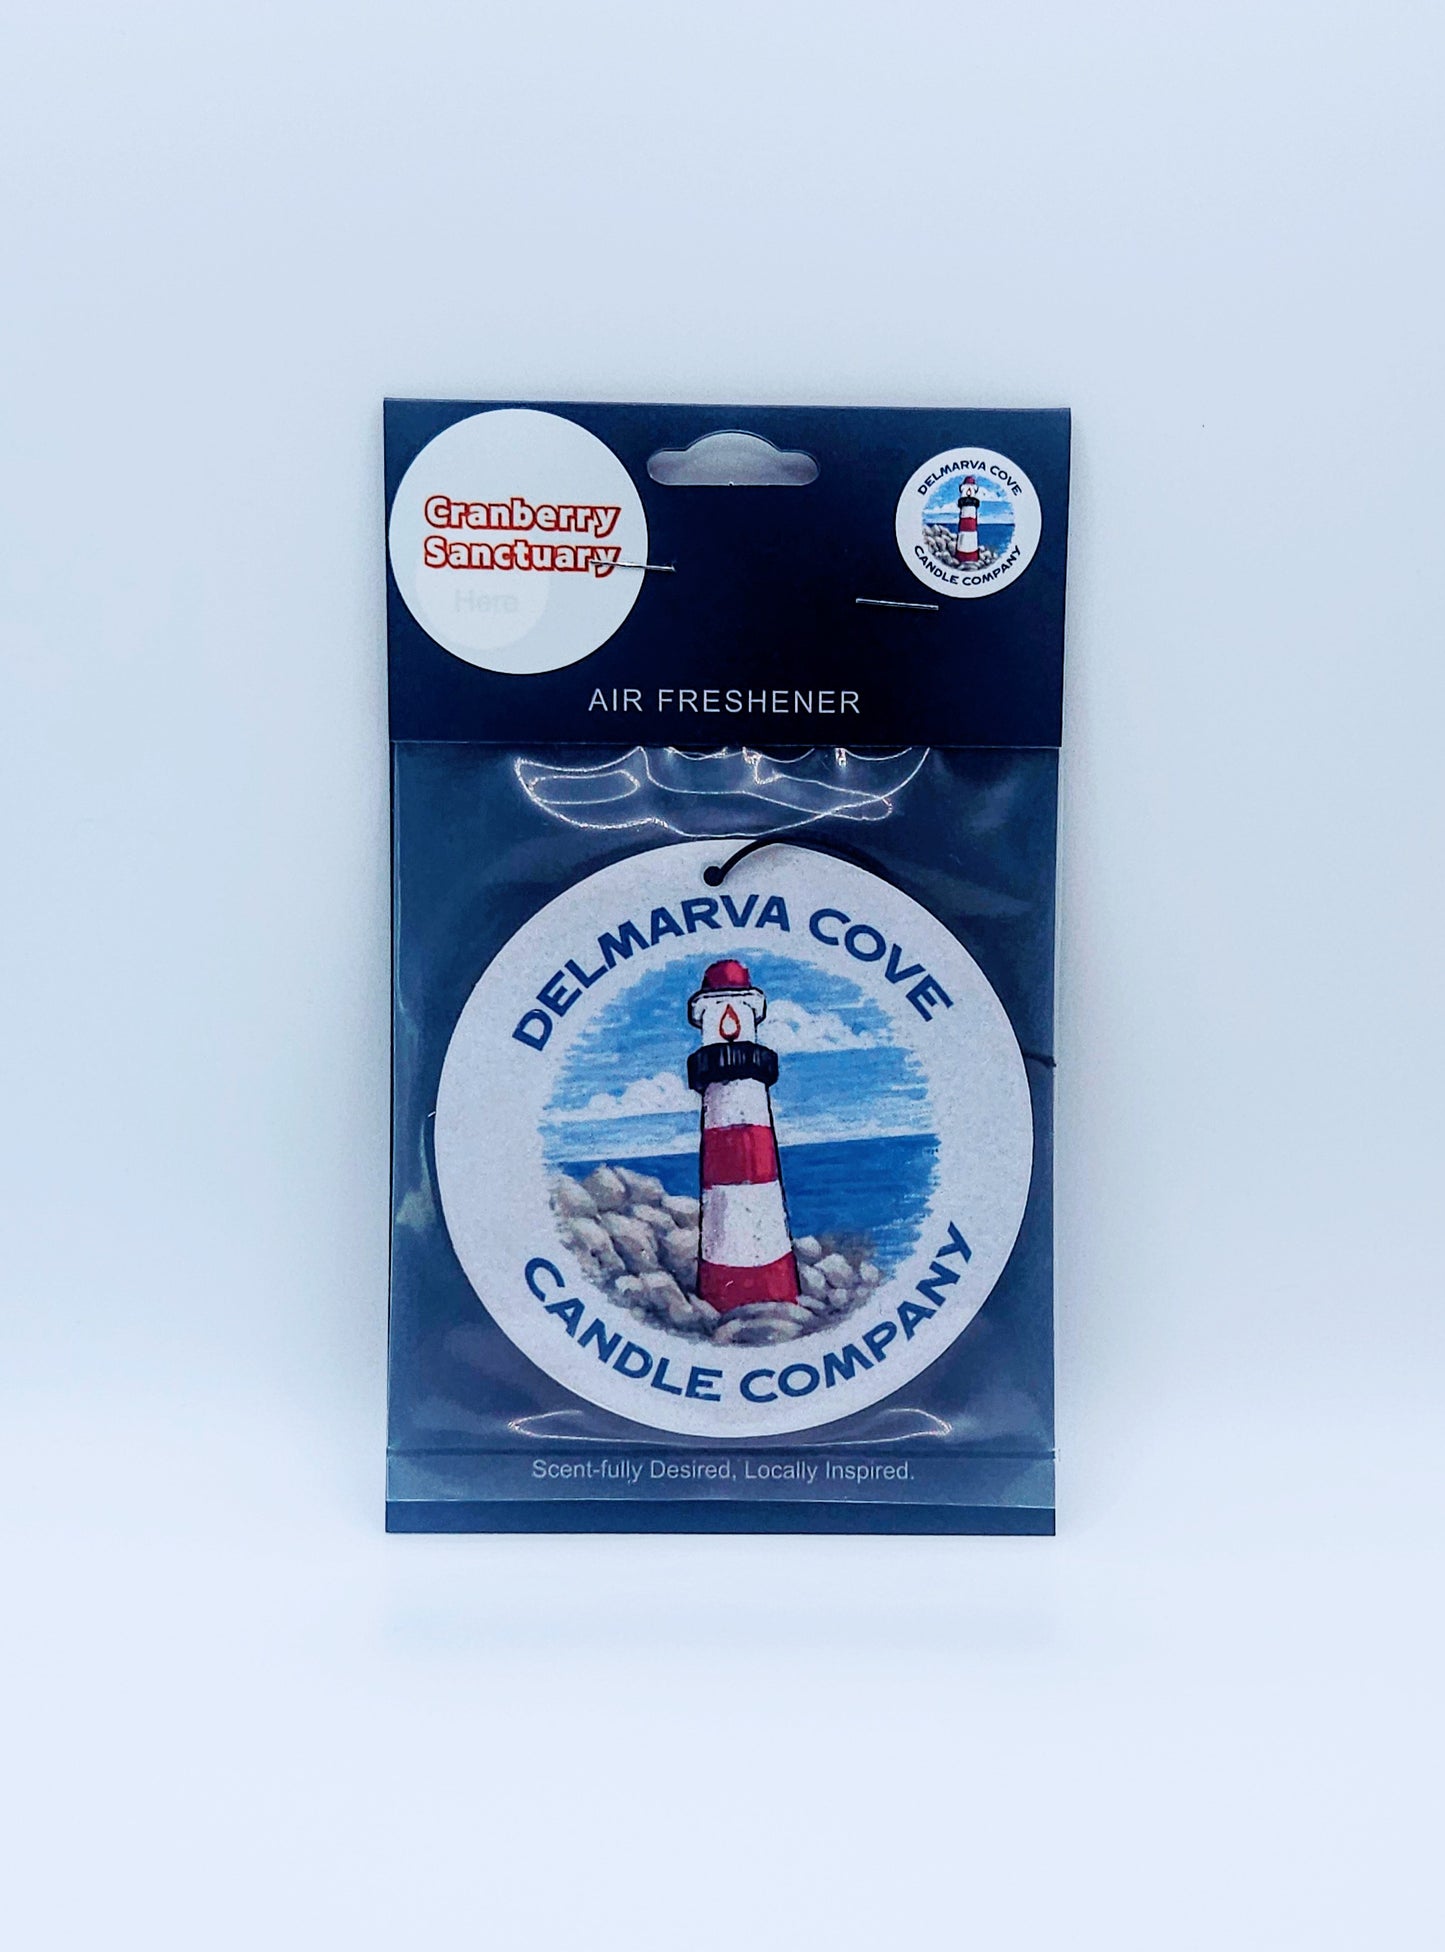 Cranberry
Sanctuary
Here
DELMARVA COVE
CANDLE COMPANY
AIR FRESHENER
DELMARVA COVE
CANDLE COMPANY
Scent-fully Desired, Locally Inspired.